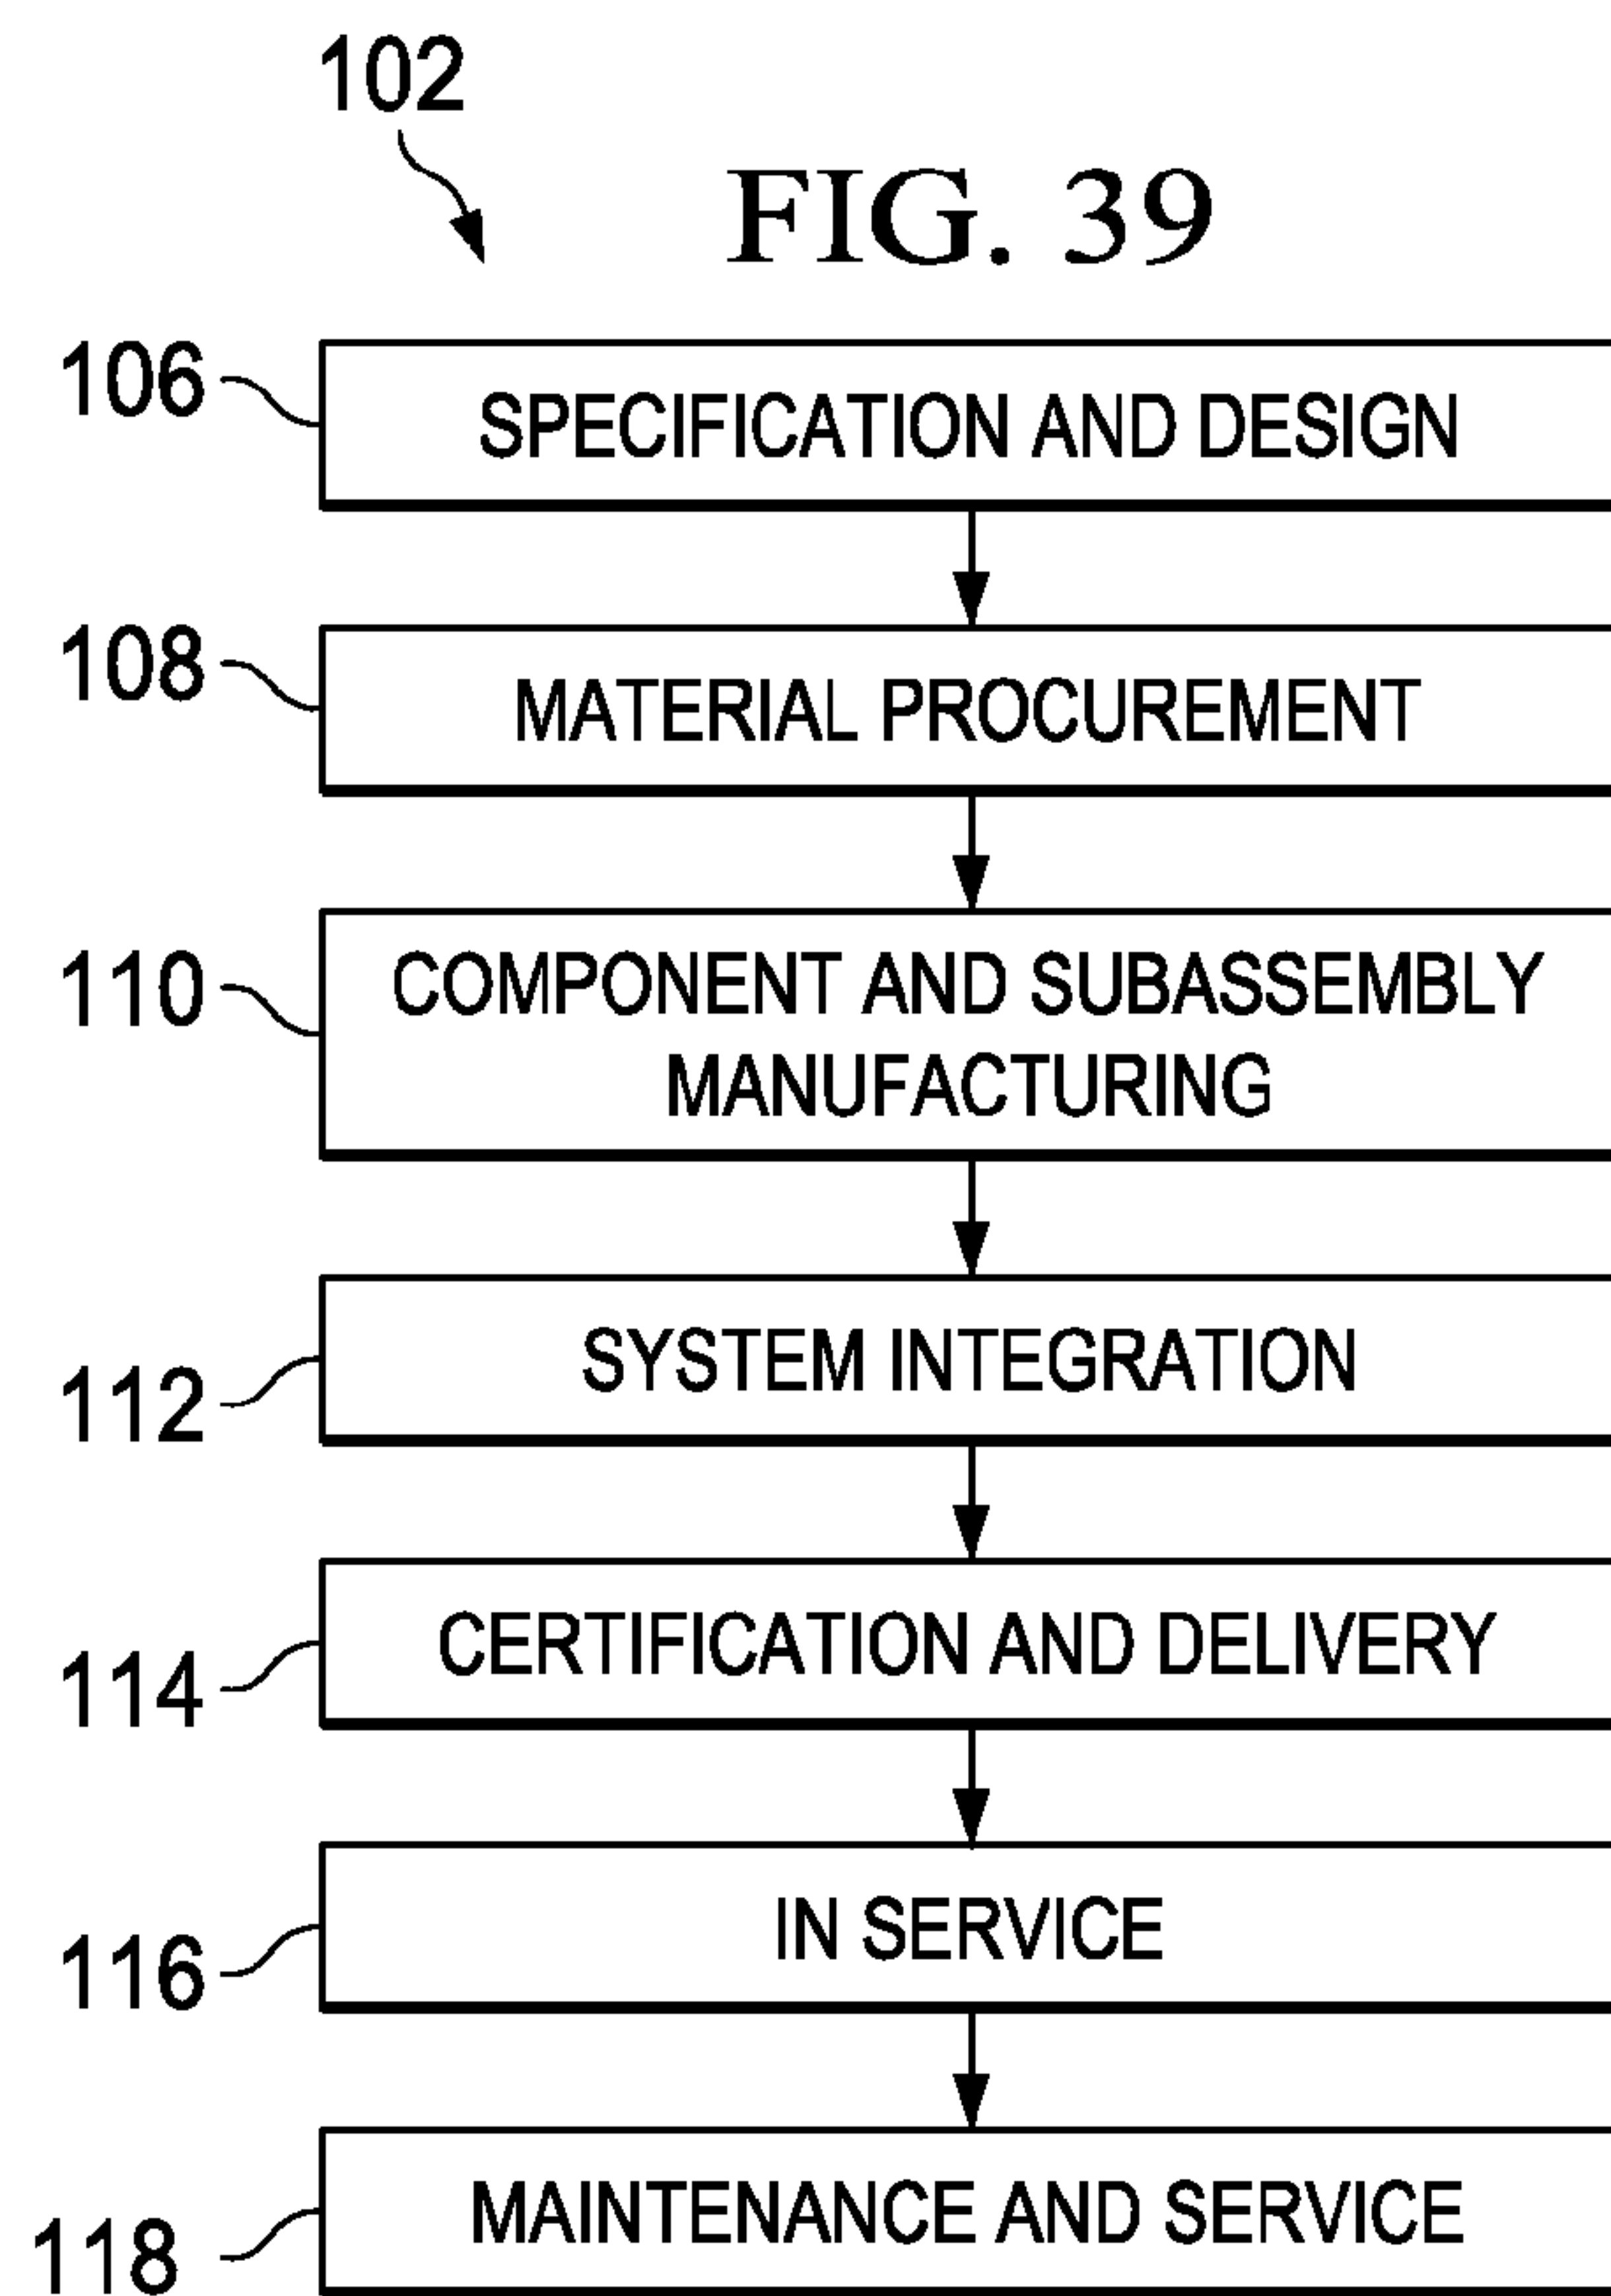 102
FIG. 39
106
SPECIFICATION AND DESIGN
108
MATERIAL PROCUREMENT
110
COMPONENT AND SUBASSEMBLY
MANUFACTURING
112
SYSTEM INTEGRATION
114
CERTIFICATION AND DELIVERY
116
IN SERVICE
118
MAINTENANCE AND SERVICE